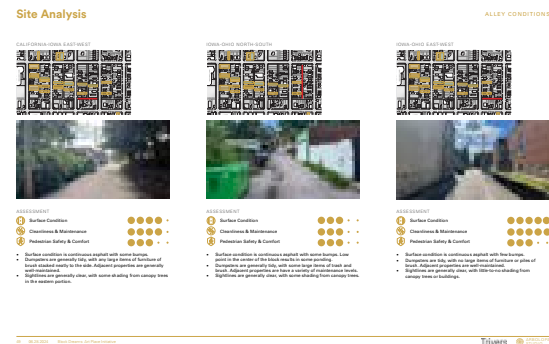 Site Analysis
ALLEY CONDITIONS
CALIFORNIA-IOWA EAST-WEST
ASSESSMENT
Surface Condition
Cleanliness & Maintenance
Pedestrian Safety & Comfort
• Surface condition is continuous asphalt with some bumps.
• Dumpsters are generally tidy, with any large items of furniture of
brush stacked neatly to the side. Adjacent properties are generally
well-maintained.
• Sightlines are generally clear, with some shading from canopy trees
in the eastern portion.
IOWA-OHIO NORTH-SOUTH
ASSESSMENT
Surface Condition
Cleanliness & Maintenance
Pedestrian Safety & Comfort
• Surface condition is continuous asphalt with some bumps. Low
point in the center of the block results in some ponding.
• Dumpsters are generally tidy, with some large items of trash and
brush. Adjacent properties have a variety of maintenance levels.
• Sightlines are generally clear, with some shading from canopy trees.
IOWA-OHIO EAST-WEST
ASSESSMENT
Surface Condition
Cleanliness & Maintenance
Pedestrian Safety & Comfort
• Surface condition is continuous asphalt with few bumps.
• Dumpsters are tidy, with no large items of furniture or piles of
brush. Adjacent properties are well-maintained.
• Sightlines are generally clear, with little-to-no shading from
canopy trees or buildings.
Trivers